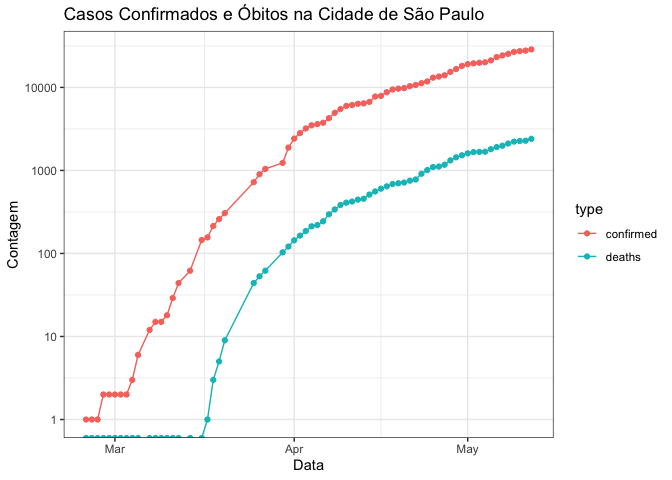 Casos Confirmados e Óbitos na Cidade de São Paulo
Contagem
10000
1000
100
10
1
Mar
Apr
May
Data
type
confirmed
deaths